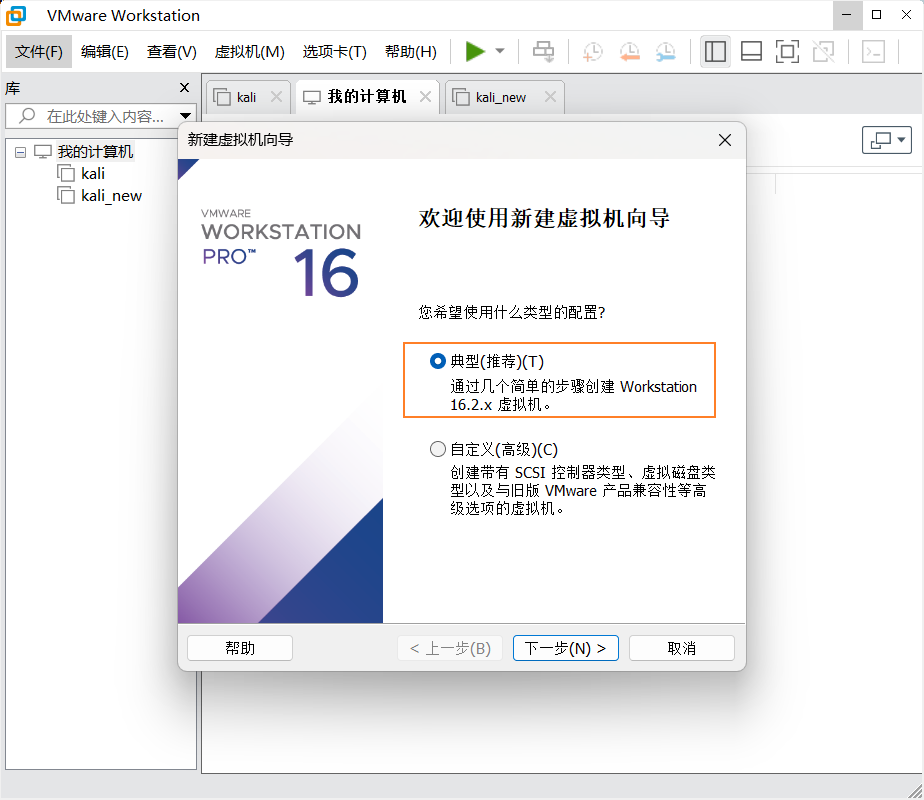 VMware Workstation
文件(F) 编辑(E) 查看(V) 虚拟机(M) 选项卡(T) 帮助(H)
库
在此处键入内容...
我的计算机
kali
kali_new
kali
我的计算机
kali_new
新建虚拟机向导
VMWARE
WORKSTATION
PRO™ 16
欢迎使用新建虚拟机向导
您希望使用什么类型的配置?
典型(推荐)(T)
通过几个简单的步骤创建 Workstation
16.2.x 虚拟机。
自定义(高级)(C)
创建带有 SCSI 控制器类型、虚拟磁盘类
型以及与旧版 VMware 产品兼容性等高
级选项的虚拟机。
帮助 < 上一步(B) 下一步(N) > 取消